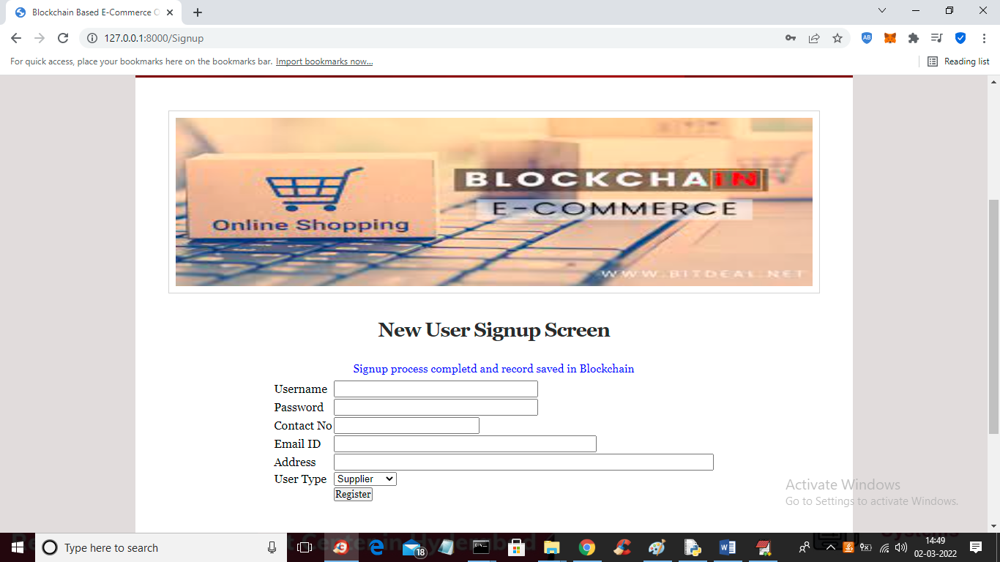 Blockchain Based E-Commerce
127.0.0.1:8000/Signup
For quick access, place your bookmarks here on the bookmarks bar. Import bookmarks now...
Reading list
BLOCKCHAIN
E-COMMERCE
Online Shopping
WWW.BITDEAL.NET
New User Signup Screen
Signup process completd and record saved in Blockchain
Username
Password
Contact No
Email ID
Address
User Type Supplier
Register
Activate Windows
Go to Settings to activate Windows.
Type here to search
18
14:49
02-03-2022